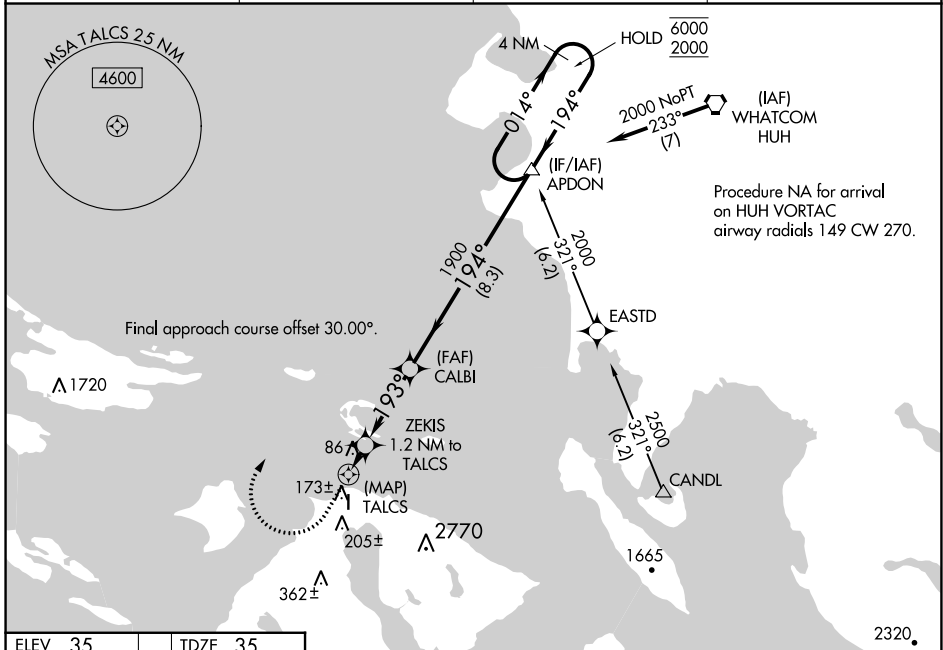 MSA TALCS 25 NM
4600
4 NM
HOLD
6000
2000
014°
194°
2000 NoPT
233°
(7)
(IAF)
WHATCOM
HUH
(IF/IAF)
APDON
Procedure NA for arrival
on HUH VORTAC
airway radials 149 CW 270.
2000
321°
(6.2)
1900
194°
(8.3)
EASTD
Final approach course offset 30.00°.
(FAF)
CALBI
1720
193°
2500
321°
(6.2)
ZEKIS
1.2 NM to
TALCS
86
CANDL
173±
(MAP)
TALCS
205±
2770
1665
362±
2320
ELEV 35
TDZE 35